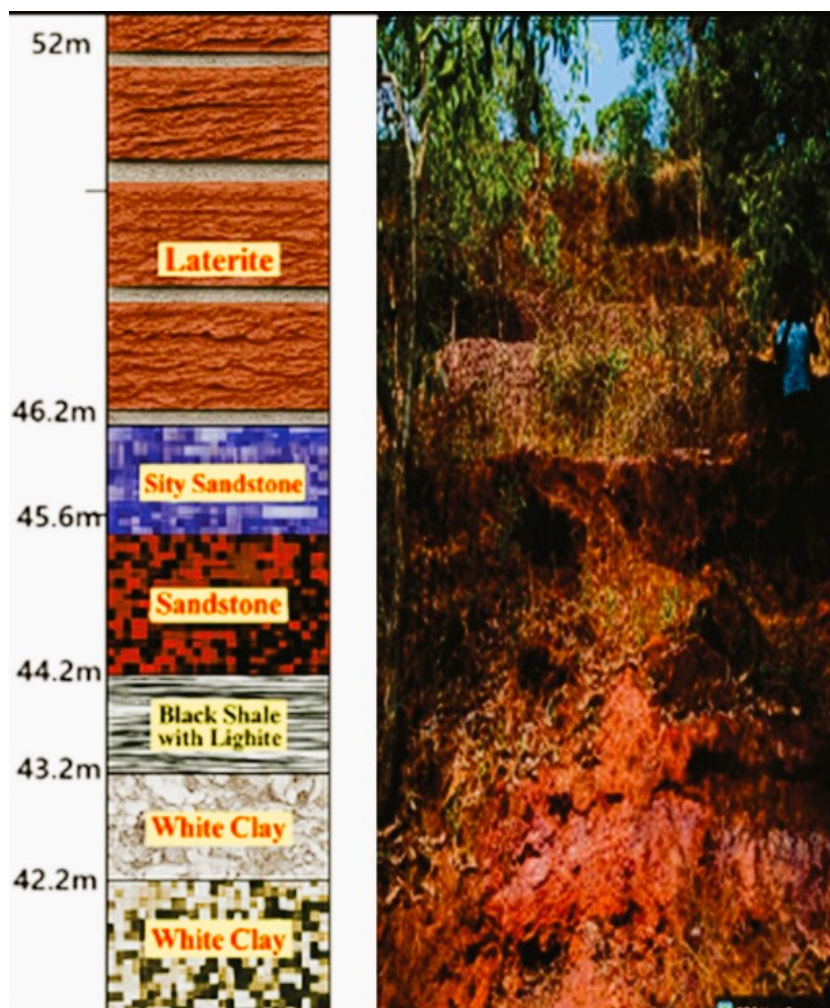 52m
Laterite
46.2m
Sity Sandstone
45.6m
Sandstone
44.2m
Black Shale
with Lighite
43.2m
White Clay
42.2m
White Clay